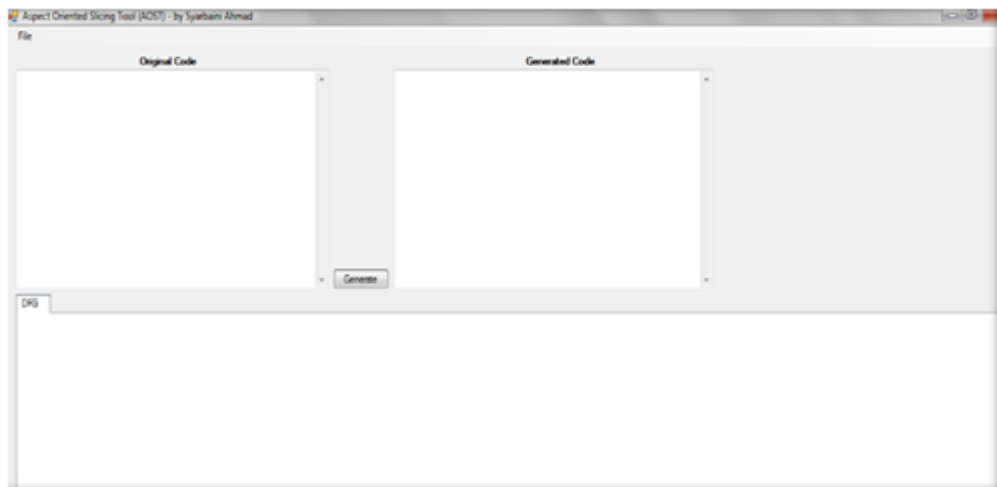 Aspect Oriented Slicing Tool (AOST) - by Syarbaini Ahmad
File
Original Code
Generated Code
Generate
DFG